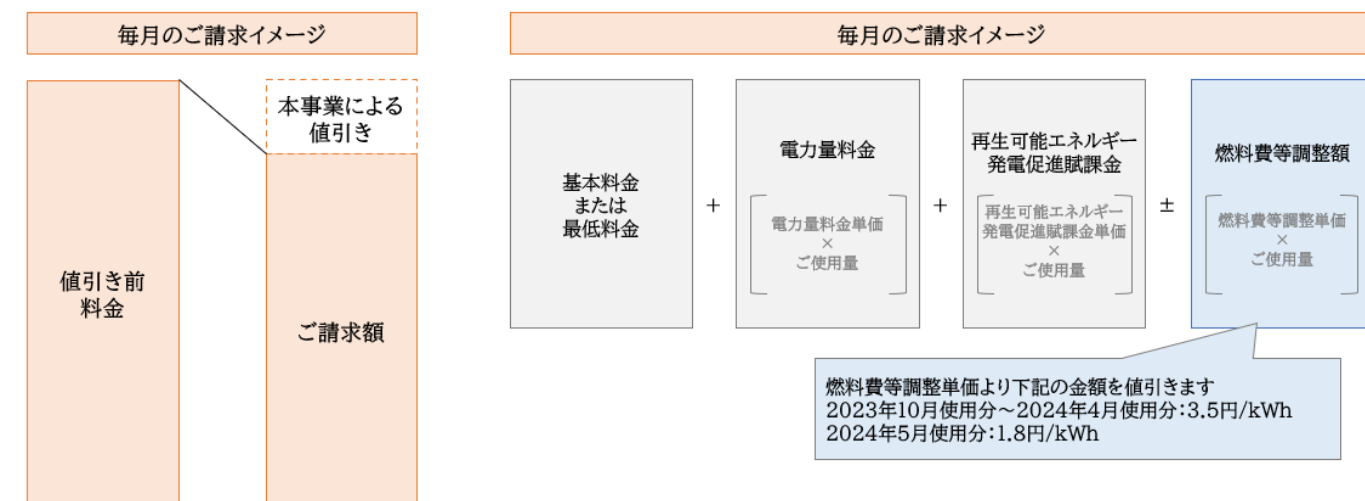 毎月のご請求イメージ
値引き前
料金
本事業による
値引き
ご請求額
毎月のご請求イメージ
基本料金
または
最低料金
+
電力量料金
電力量料金単価
×
ご使用量
+
再生可能エネルギー
発電促進賦課金
再生可能エネルギー
発電促進賦課金単価
×
ご使用量
±
燃料費等調整額
燃料費等調整単価
×
ご使用量
燃料費等調整単価より下記の金額を値引きます
2023年10月使用分～2024年4月使用分:3.5円/kWh
2024年5月使用分:1.8円/kWh